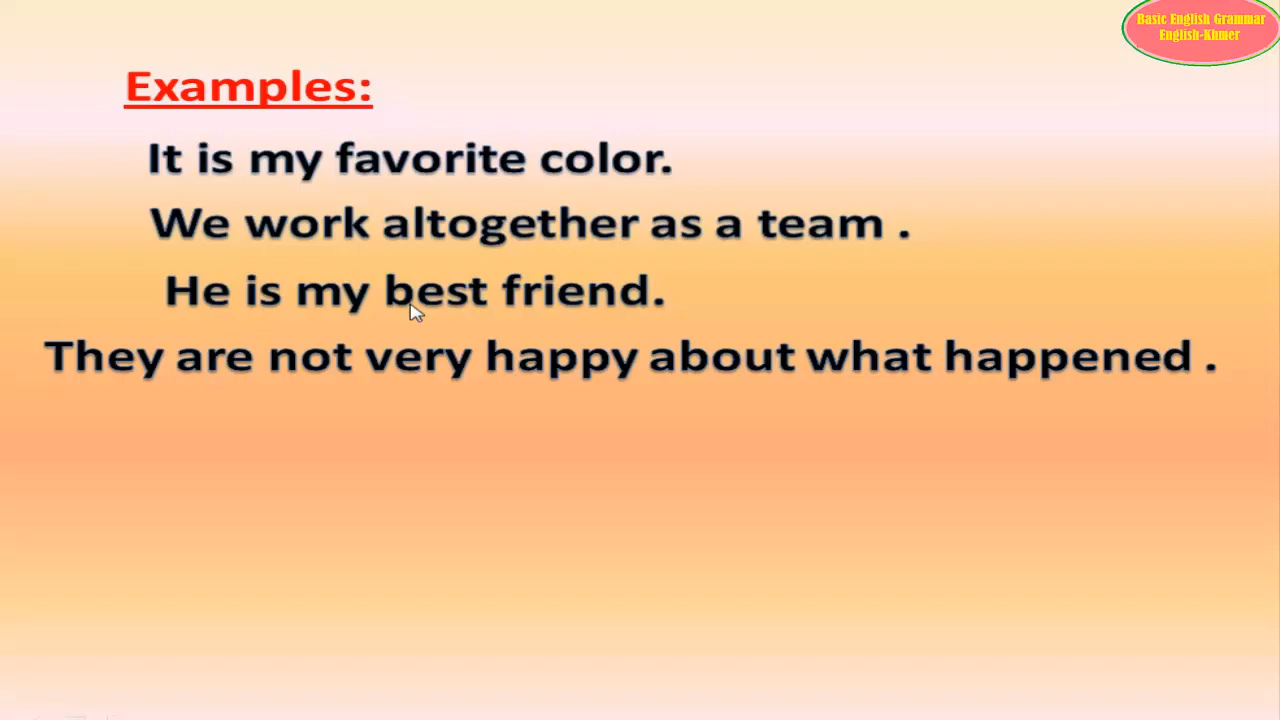 Basic English Grammar
English-Khmer
Examples:
It is my favorite color.
We work altogether as a team .
He is my best friend.
They are not very happy about what happened .